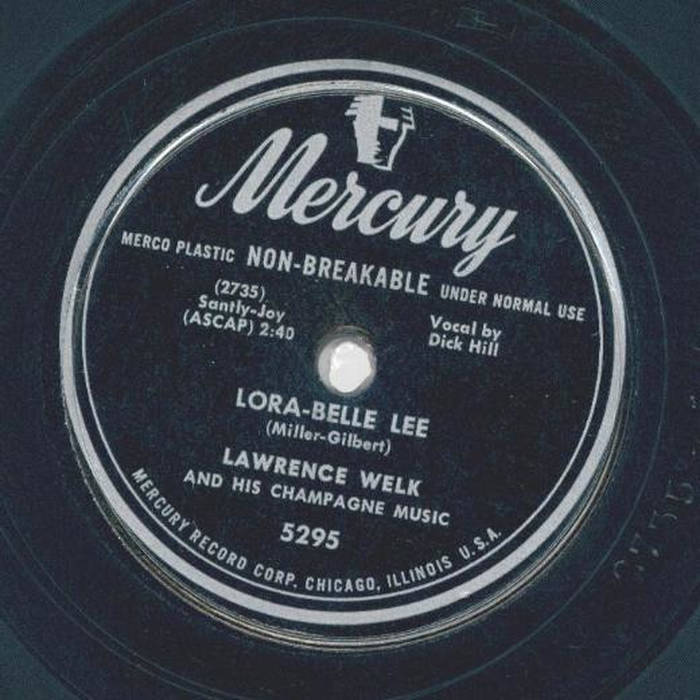 Mercury
MERCO PLASTIC NON-BREAKABLE UNDER NORMAL USE
(2735)
Santly-Joy
(ASCAP) 2:40
Vocal by
Dick Hill
LORA-BELLE LEE
(Miller-Gilbert)
LAWRENCE WELK
AND HIS CHAMPAGNE MUSIC
5295
MERCURY RECORD CORP. CHICAGO, ILLINOIS U.S.A.